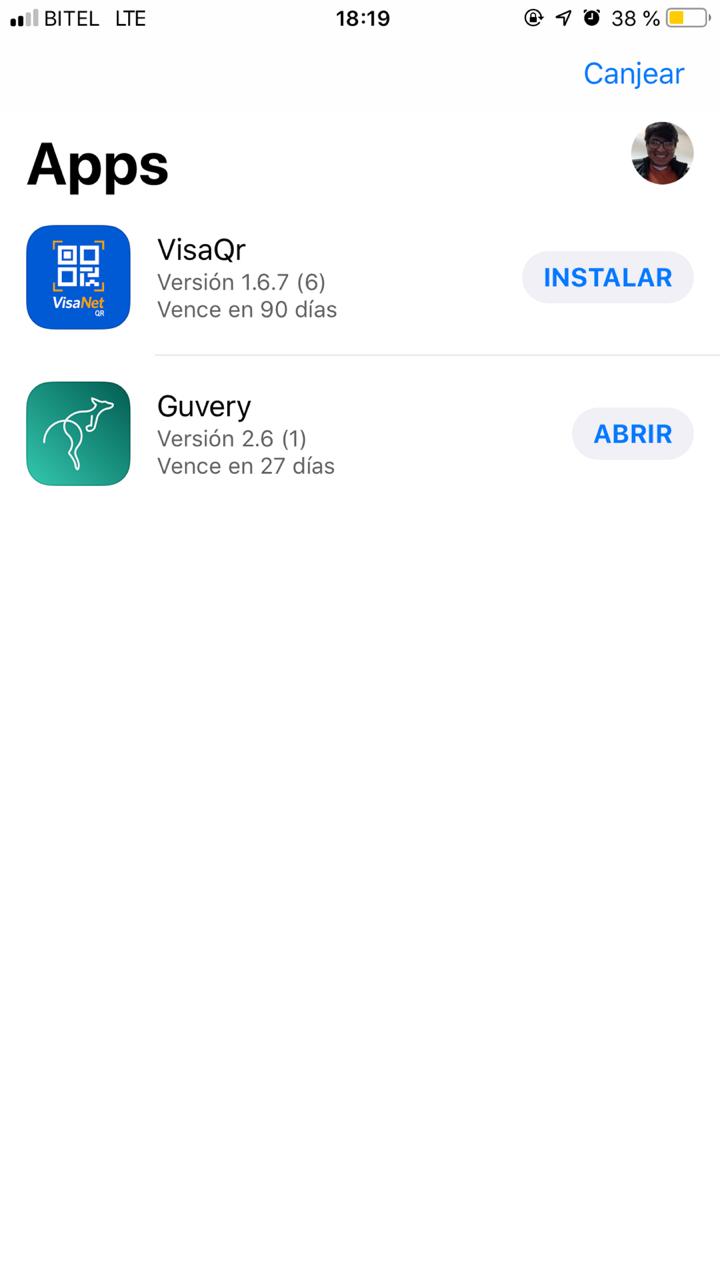 BITEL LTE 18:19 38 %
Canjear
Apps
VisaQr
Versión 1.6.7 (6)
Vence en 90 días
INSTALAR
VisaNet
QR
Guvery
Versión 2.6 (1)
Vence en 27 días
ABRIR